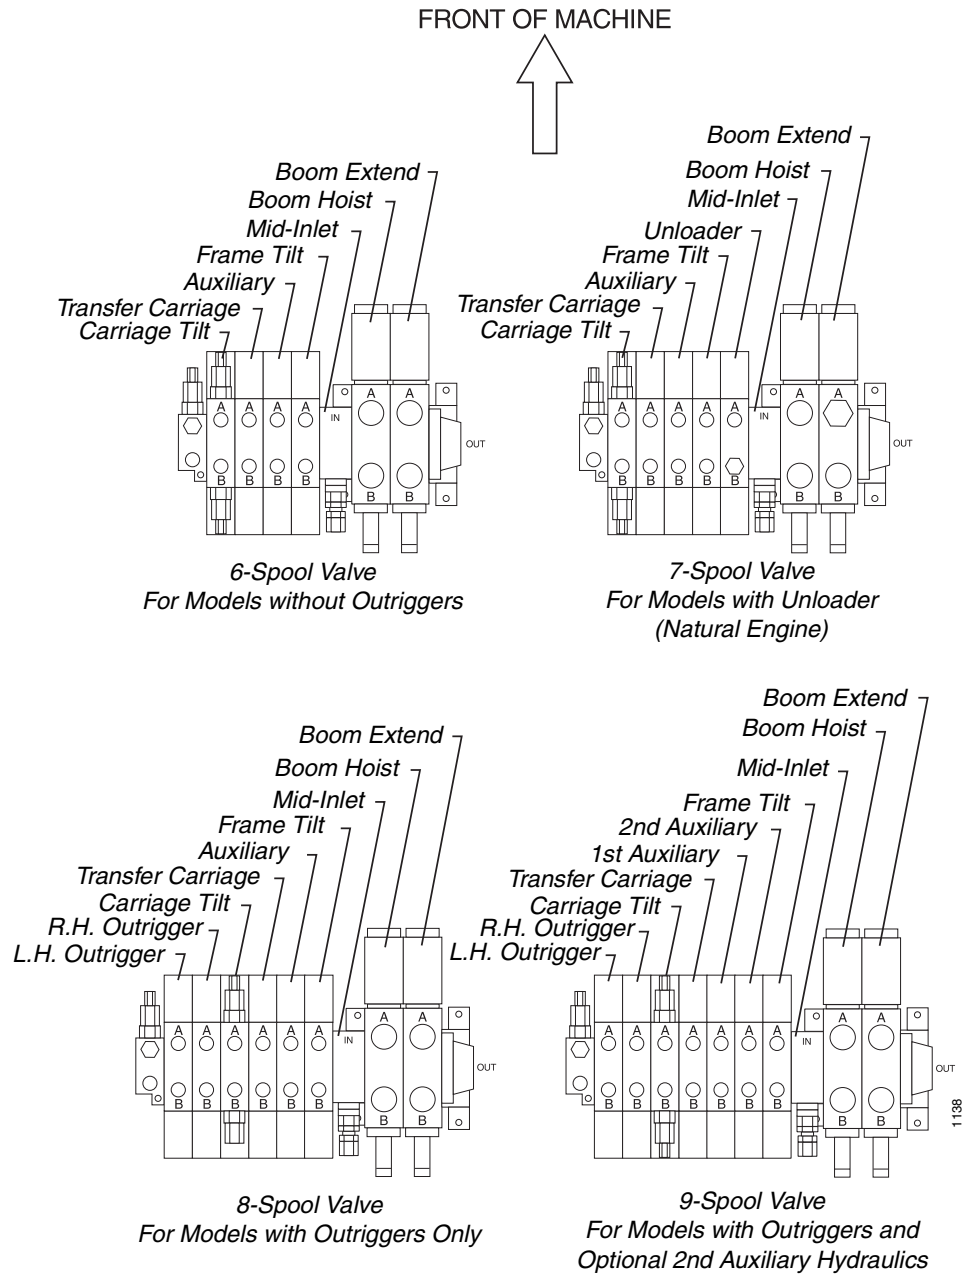 FRONT OF MACHINE
Boom Extend
Boom Hoist
Mid-Inlet
Frame Tilt
Auxiliary
Transfer Carriage
Carriage Tilt
A A A A A A
IN
OUT
B B B B B B
6-Spool Valve
For Models without Outriggers
Boom Extend
Boom Hoist
Mid-Inlet
Unloader
Frame Tilt
Auxiliary
Transfer Carriage
Carriage Tilt
A A A A A A A
IN
OUT
B B B B B B B
7-Spool Valve
For Models with Unloader
(Natural Engine)
Boom Extend
Boom Hoist
Mid-Inlet
Frame Tilt
Auxiliary
Transfer Carriage
Carriage Tilt
R.H. Outrigger
L.H. Outrigger
A A A A A A A A
IN
OUT
B B B B B B B B
8-Spool Valve
For Models with Outriggers Only
Boom Extend
Boom Hoist
Mid-Inlet
Frame Tilt
2nd Auxiliary
1st Auxiliary
Transfer Carriage
Carriage Tilt
R.H. Outrigger
L.H. Outrigger
A A A A A A A A A
IN
OUT
B B B B B B B B B
9-Spool Valve
For Models with Outriggers and
Optional 2nd Auxiliary Hydraulics
1138